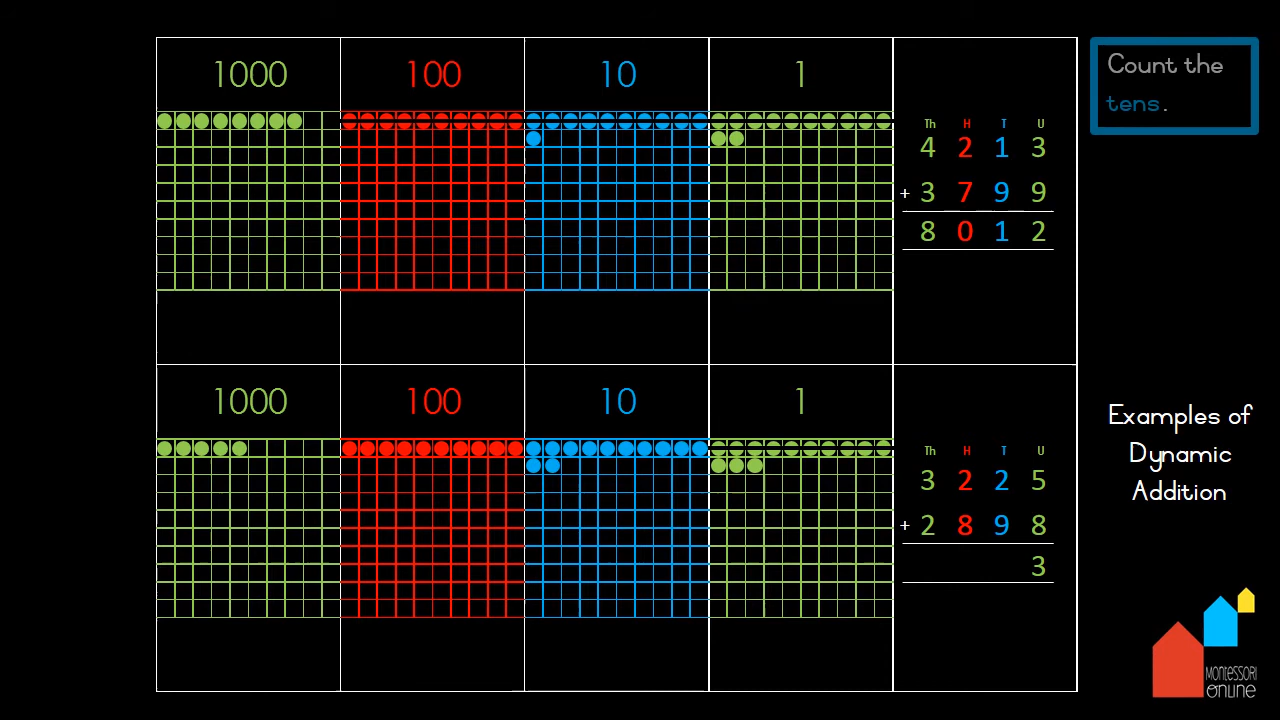 1000 100 10 1
Count the
tens.
Th H T U
4 2 1 3
+ 3 7 9 9
8 0 1 2
1000 100 10 1
Th H T U
3 2 2 5
+ 2 8 9 8
3
Examples of
Dynamic
Addition
MONTESSORI
ONLINE